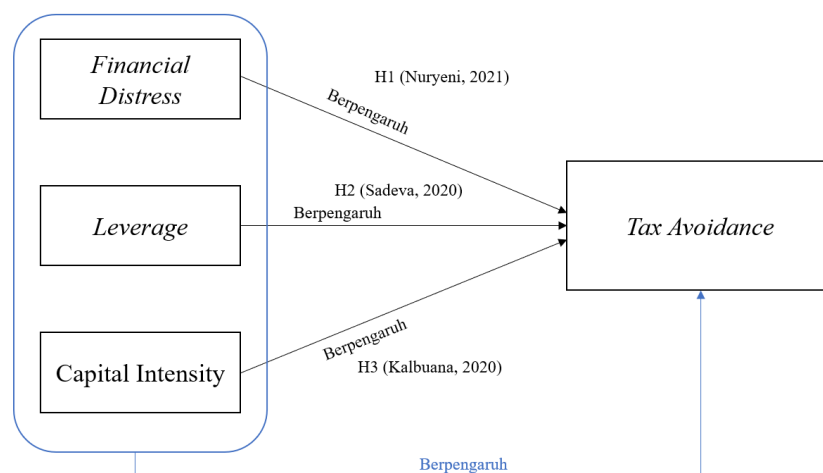 Financial
Distress
H1 (Nuryeni, 2021)
Berpengaruh
Leverage
H2 (Sadeva, 2020)
Berpengaruh
Tax Avoidance
Capital Intensity
Berpengaruh
H3 (Kalbuana, 2020)
Berpengaruh